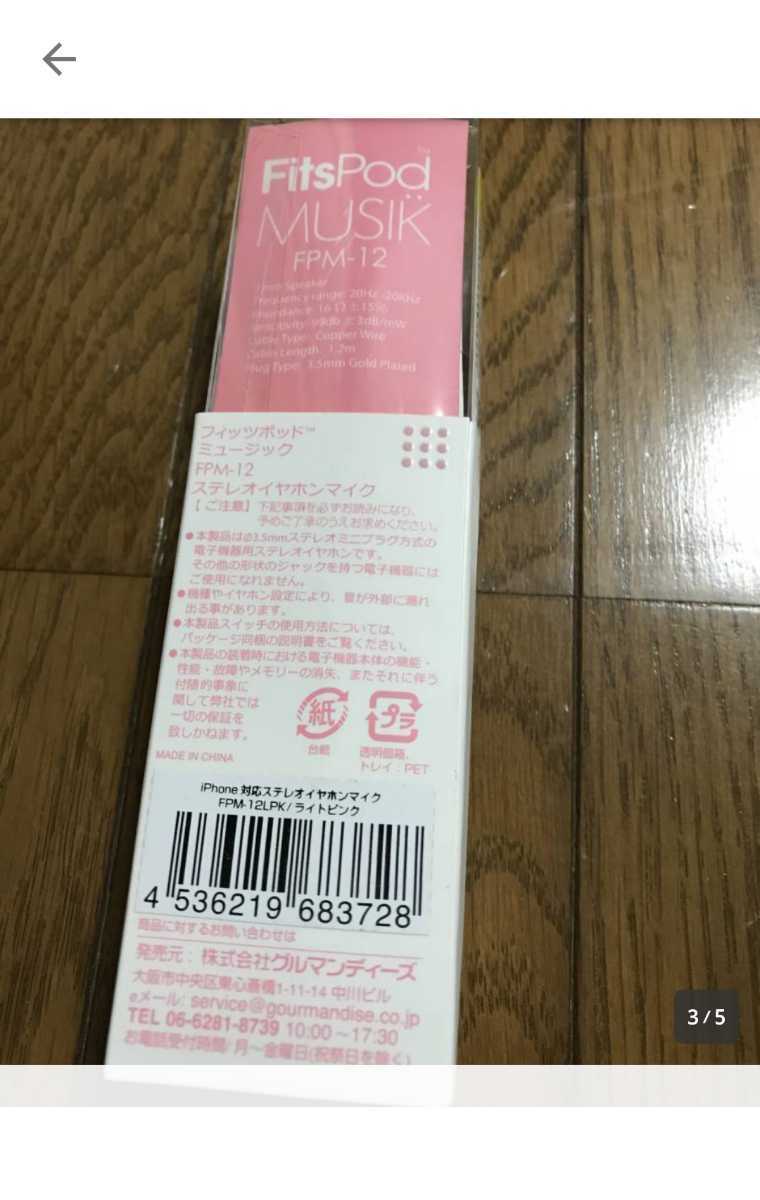 FitsPod™
MUSIK
FPM-12
Speaker
Frequency range: 20Hz -20KHz
16 Ω ± 15%
Sensitivity: 98db ± 3dB/mW
Cable Type: Copper Wire
Length: 1.2m
Plug Type: 3.5mm Gold Plated
フィッツポッド™
ミュージック
FPM-12
ステレオイヤホンマイク
【ご注意】下記事項を必ずお読みになり、
予めご了承のうえお求めください。
●本製品は∅3.5mmステレオミニプラグ方式の
電子機器用ステレオイヤホンです。
その他の形状のジャックを持つ電子機器には
ご使用になれません。
●機種やイヤホン設定により、音が外部に漏れ
出る事があります。
●本製品スイッチの使用方法については、
パッケージ同梱の説明書をご覧ください。
●本製品の装着時における電子機器本体の機能・
性能・故障やメモリーの消失、またそれに伴う
付随的事象に
関して弊社では
一切の保証を
致しかねます。
紙
プラ
台紙
透明個箱、
トレイ：PET
MADE IN CHINA
iPhone 対応ステレオイヤホンマイク
FPM-12LPK/ライトピンク
4 536219 683728
商品に対するお問い合わせは
発売元：株式会社グルマンディーズ
大阪市中央区東心斎橋1-11-14 中川ビル
eメール: service@gourmandise.co.jp
TEL 06-6281-8739 10:00～17:30
お電話受付時間/月～金曜日(祝祭日を除く)
3 / 5